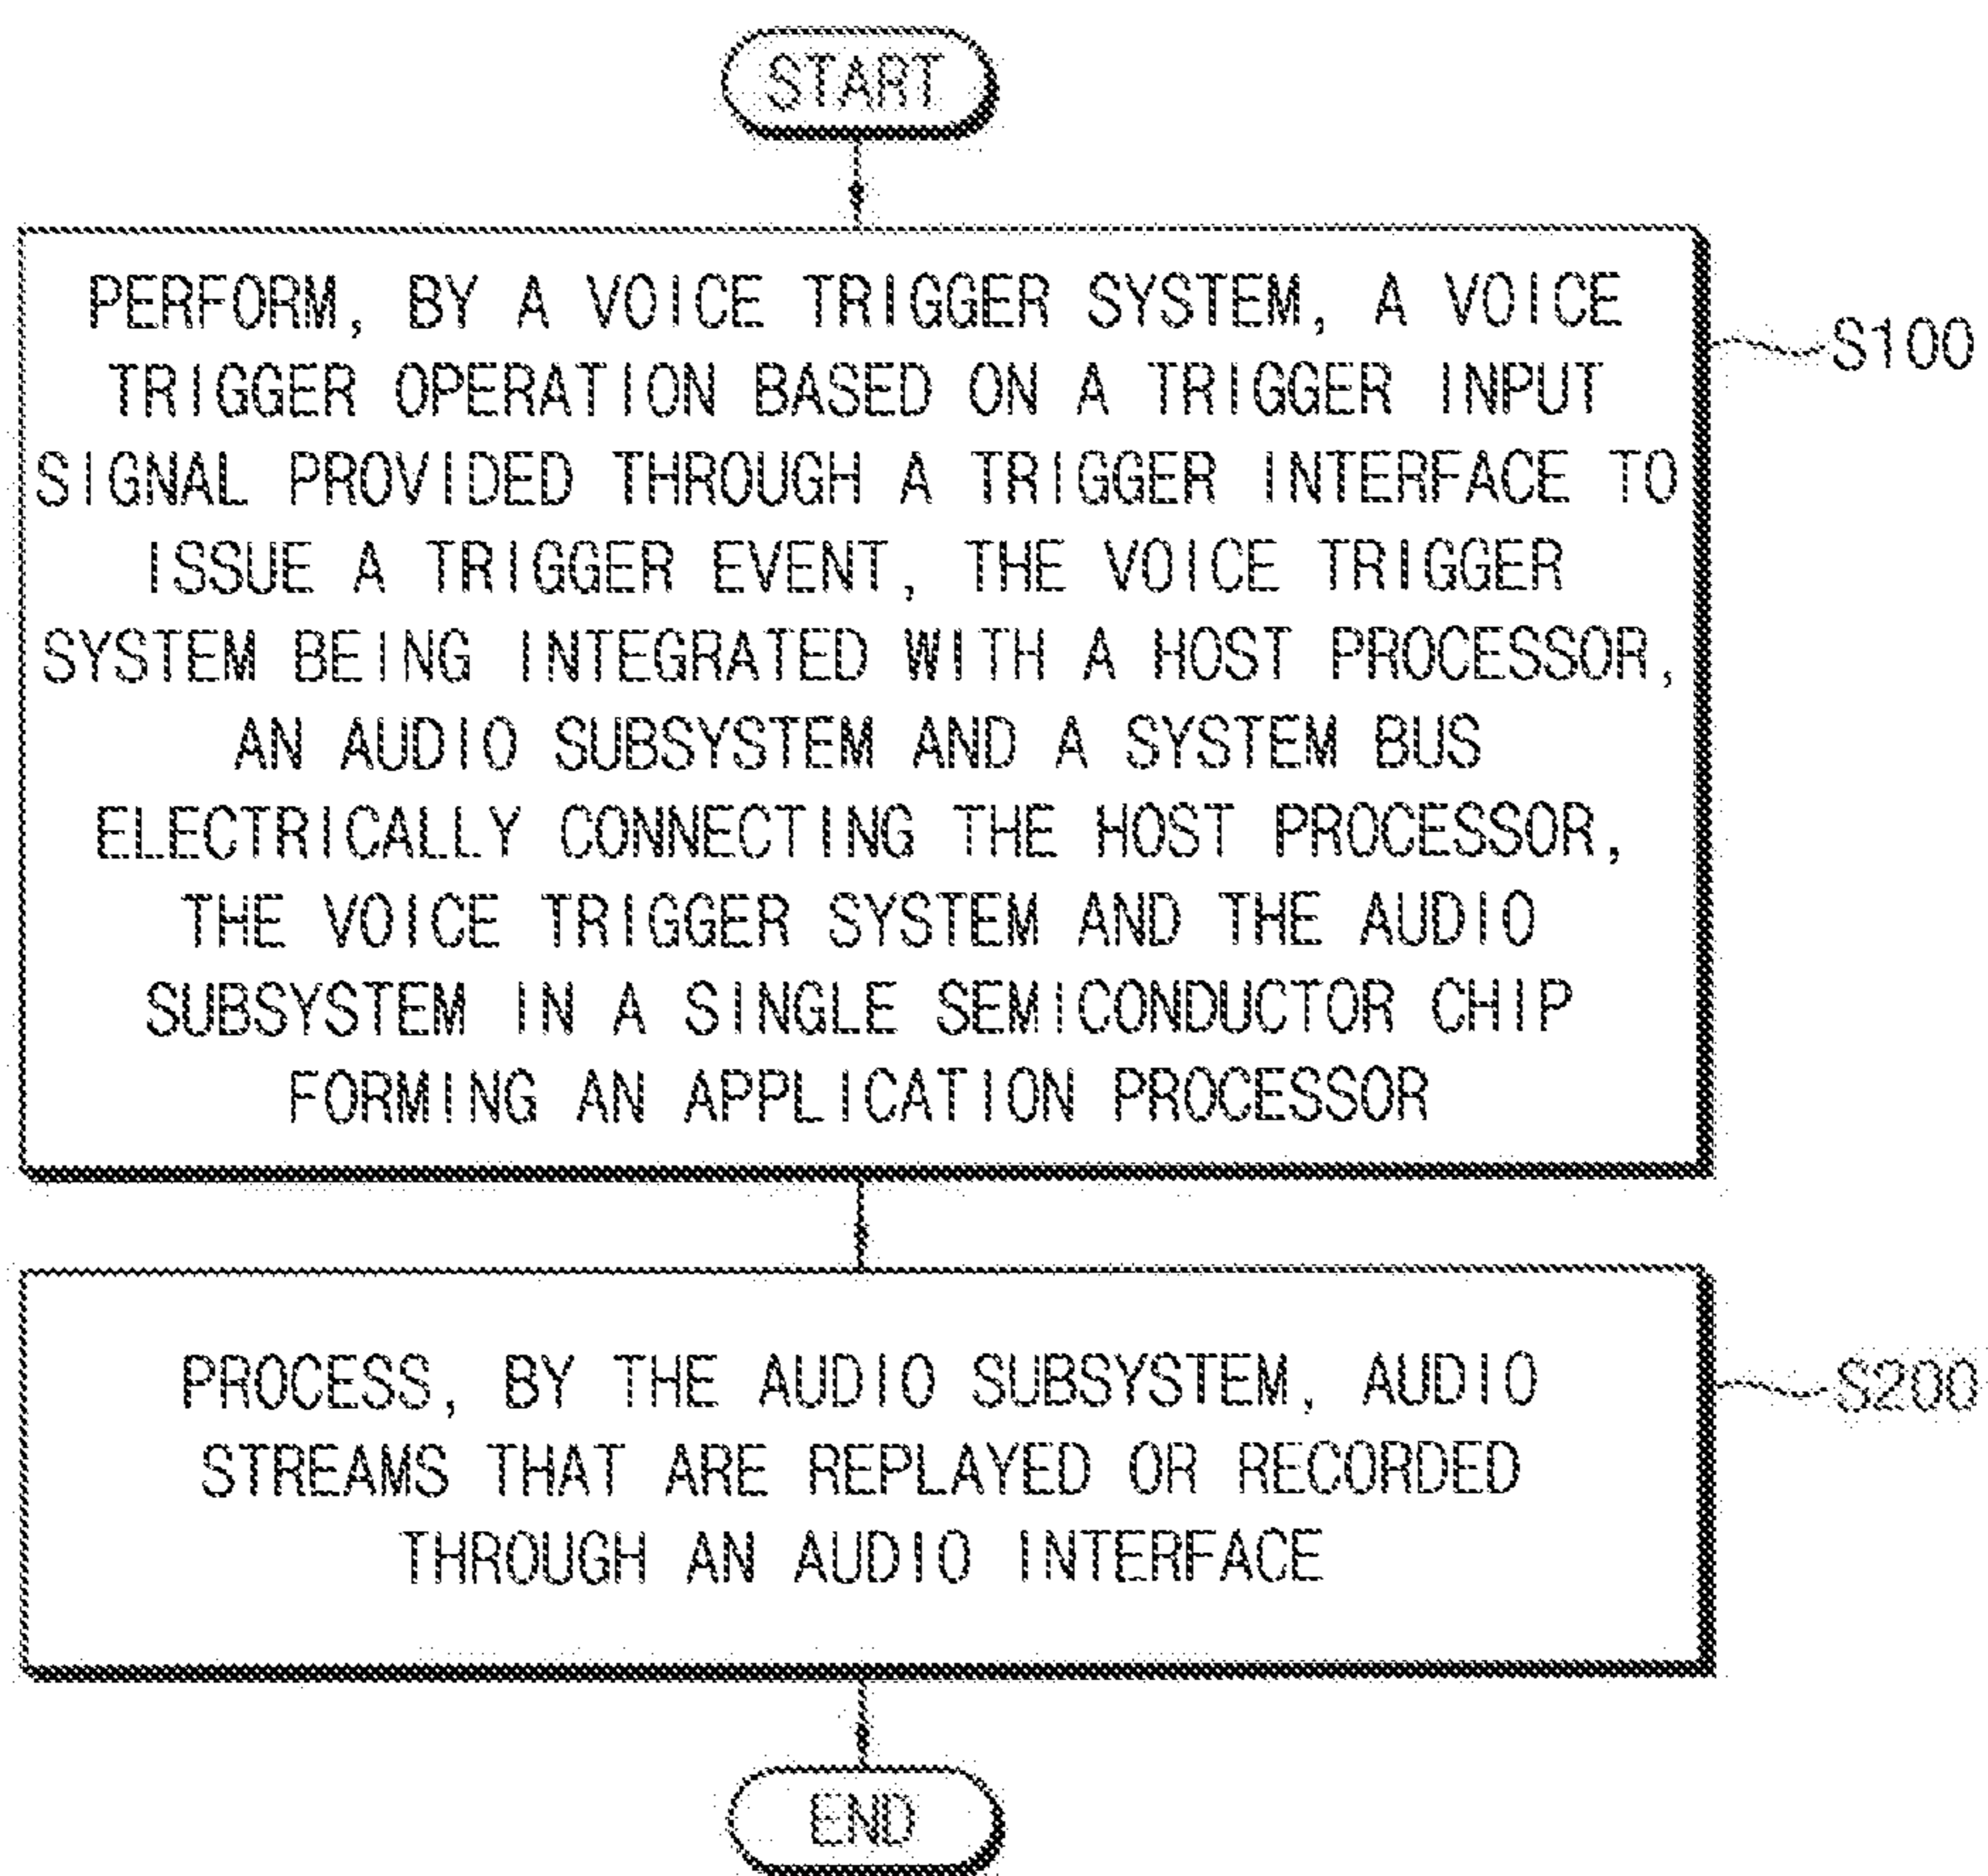 START
PERFORM, BY A VOICE TRIGGER SYSTEM, A VOICE
TRIGGER OPERATION BASED ON A TRIGGER INPUT
SIGNAL PROVIDED THROUGH A TRIGGER INTERFACE TO
ISSUE A TRIGGER EVENT, THE VOICE TRIGGER
SYSTEM BEING INTEGRATED WITH A HOST PROCESSOR,
AN AUDIO SUBSYSTEM AND A SYSTEM BUS
ELECTRICALLY CONNECTING THE HOST PROCESSOR,
THE VOICE TRIGGER SYSTEM AND THE AUDIO
SUBSYSTEM IN A SINGLE SEMICONDUCTOR CHIP
FORMING AN APPLICATION PROCESSOR
S100
PROCESS, BY THE AUDIO SUBSYSTEM, AUDIO
STREAMS THAT ARE REPLAYED OR RECORDED
THROUGH AN AUDIO INTERFACE
S200
END